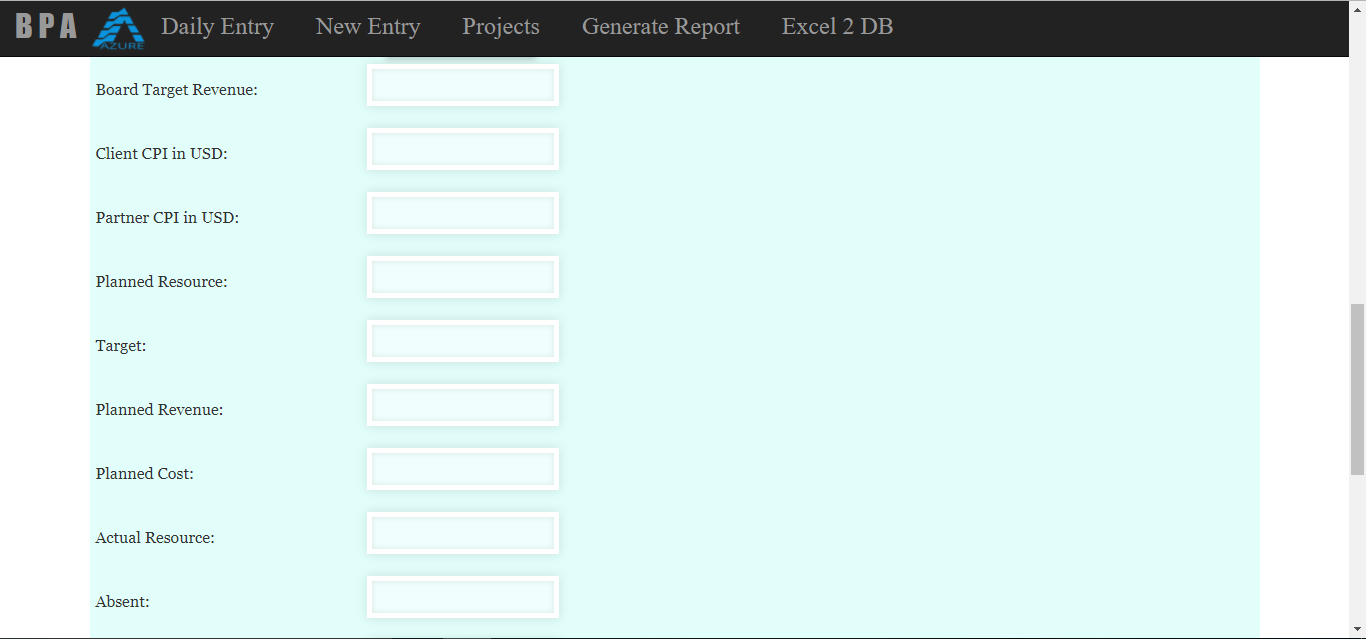 BPA AZURE Daily Entry New Entry Projects Generate Report Excel 2 DB
Board Target Revenue:
Client CPI in USD:
Partner CPI in USD:
Planned Resource:
Target:
Planned Revenue:
Planned Cost:
Actual Resource:
Absent: